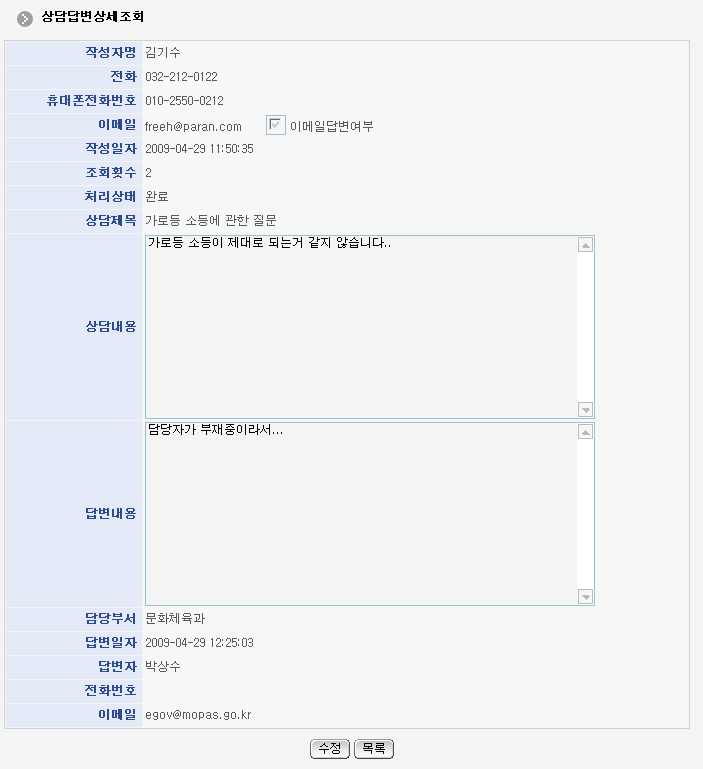 상담답변상세조회
작성자명 김기수
전화 032-212-0122
휴대폰전화번호 010-2550-0212
이메일 freeh@paran.com 이메일답변여부
작성일자 2009-04-29 11:50:35
조회횟수 2
처리상태 완료
상담제목 가로등 소등에 관한 질문
상담내용 가로등 소등이 제대로 되는거 같지 않습니다..
답변내용 담당자가 부재중이라서...
담당부서 문화체육과
답변일자 2009-04-29 12:25:03
답변자 박상수
전화번호
이메일 egov@mopas.go.kr
수정 목록